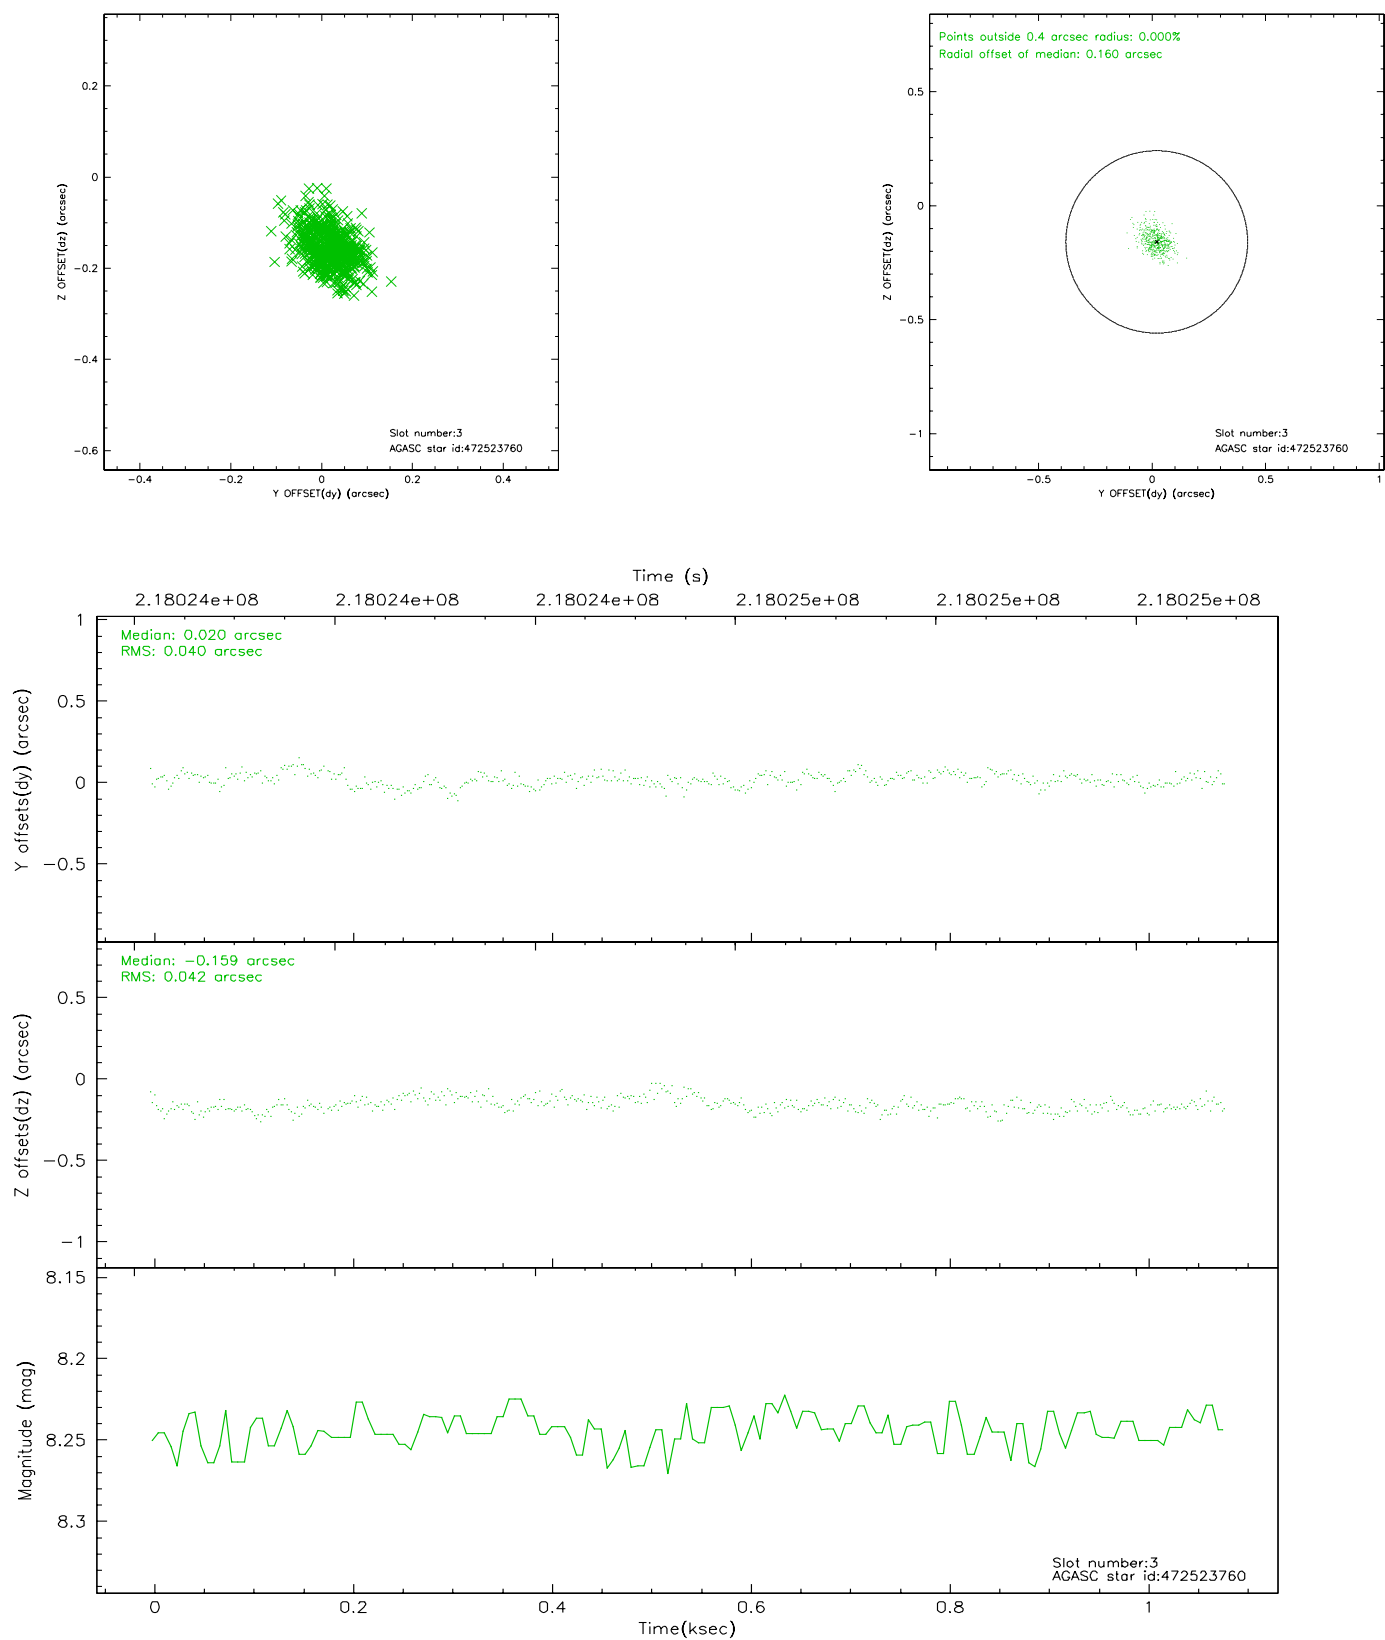 0.2
0
-0.2
-0.4
-0.6
Z OFFSET(dz) (arcsec)
Slot number:3
AGASC star id:472523760
-0.4 -0.2 0 0.2 0.4
Y OFFSET(dy) (arcsec)
Points outside 0.4 arcsec radius: 0.000%
Radial offset of median: 0.160 arcsec
0.5
0
-0.5
-1
Z OFFSET(dz) (arcsec)
Slot number:3
AGASC star id:472523760
-0.5 0 0.5 1
Y OFFSET(dy) (arcsec)
Time (s)
2.18024e+08 2.18024e+08 2.18024e+08 2.18025e+08 2.18025e+08 2.18025e+08
Median: 0.020 arcsec
RMS: 0.040 arcsec
1
0.5
0
-0.5
Y offsets(dy) (arcsec)
Median: -0.159 arcsec
RMS: 0.042 arcsec
0.5
0
-0.5
-1
Z offsets(dz) (arcsec)
8.15
8.2
8.25
8.3
Magnitude (mag)
Slot number:3
AGASC star id:472523760
0 0.2 0.4 0.6 0.8 1
Time(ksec)